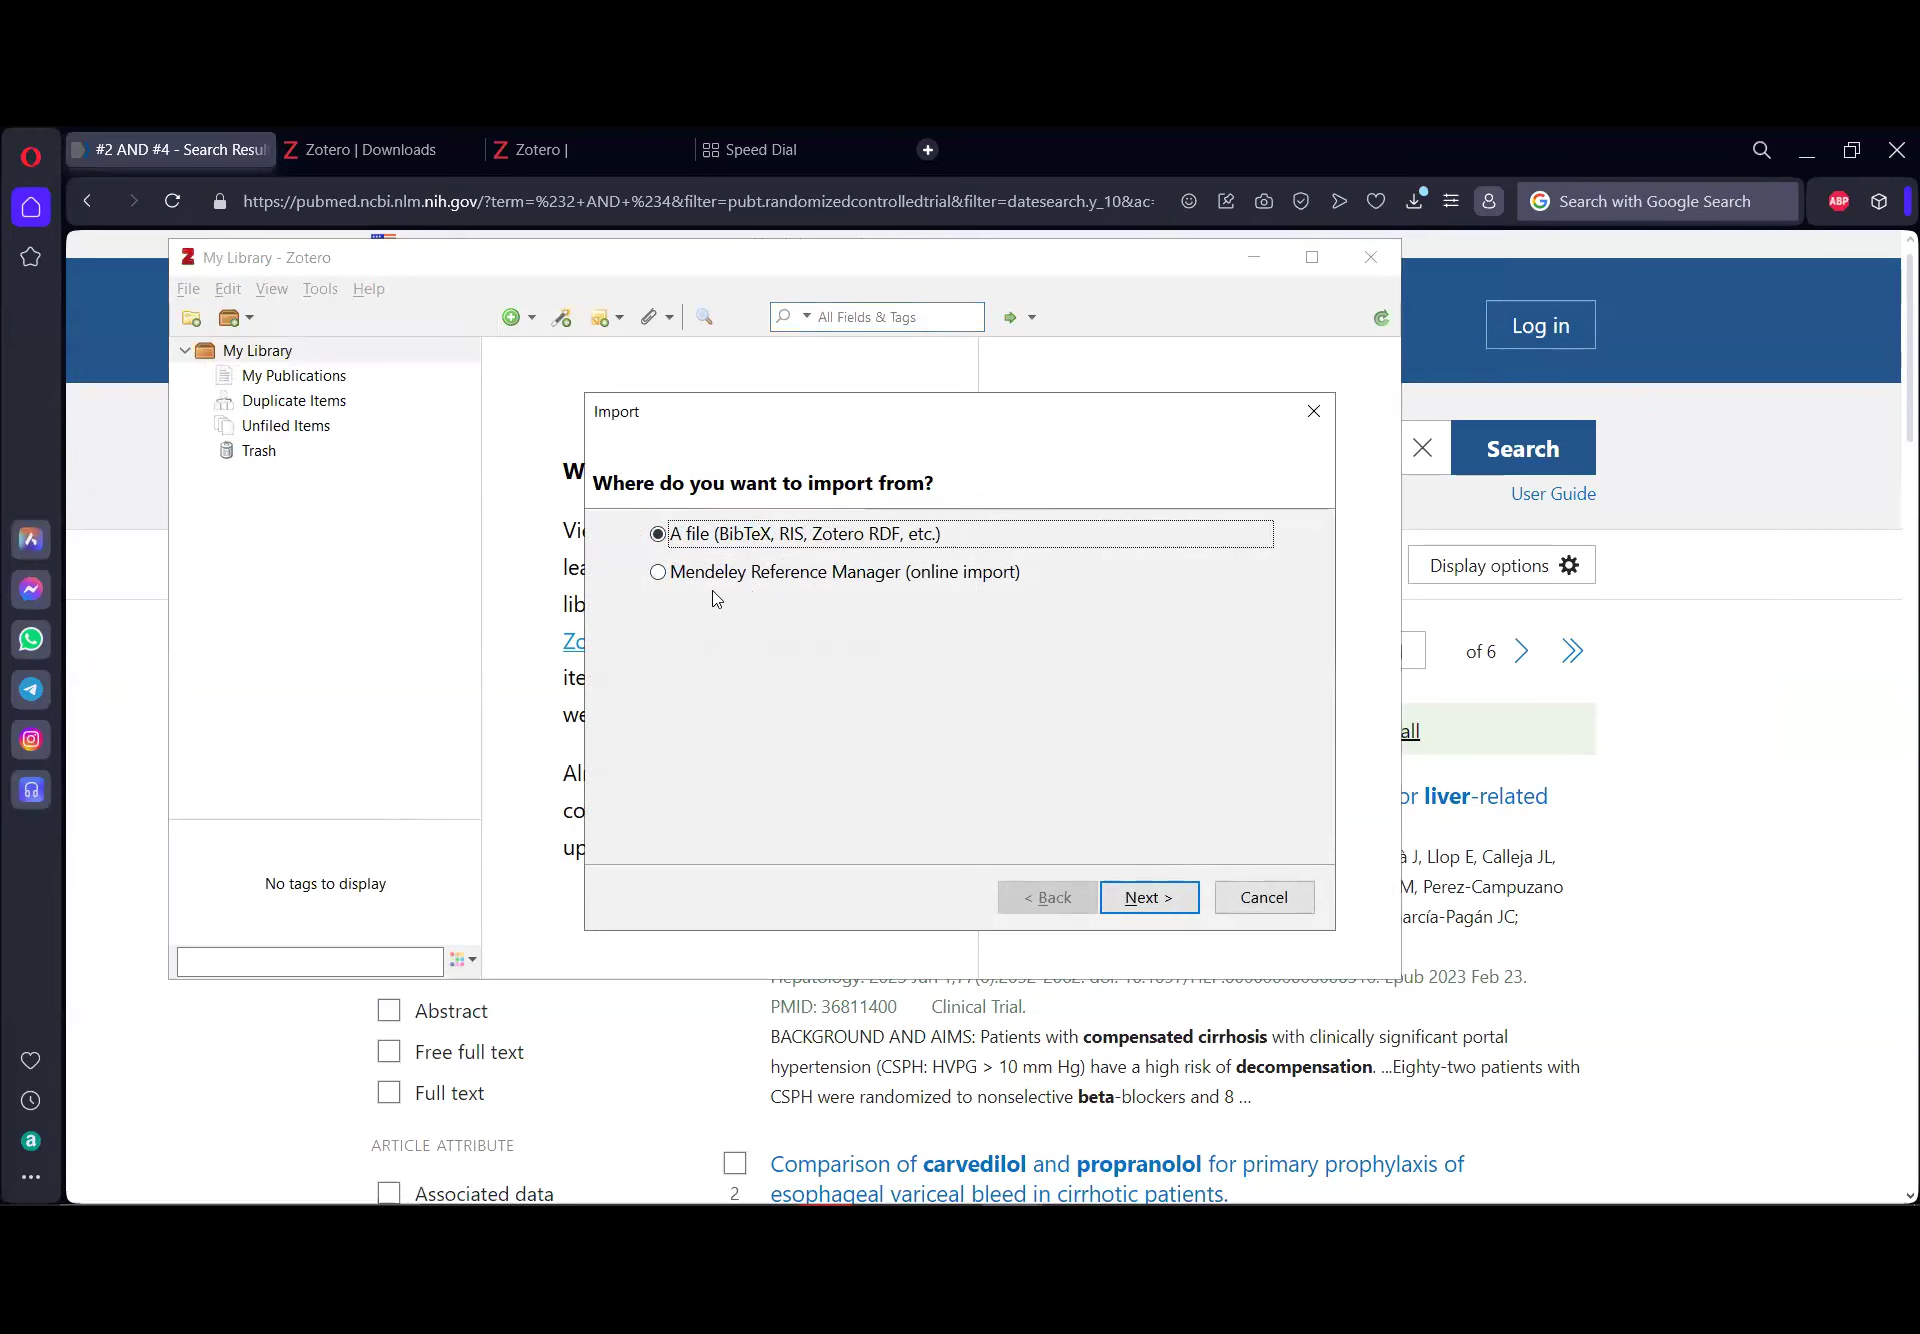 #2 AND #4 - Search Resul
Zotero | Downloads
Zotero |
Speed Dial
https://pubmed.ncbi.nlm.nih.gov/?term=%232+AND+%234&filter=pubt.randomizedcontrolledtrial&filter=datesearch.y_10&ac=
Search with Google Search
ABP
My Library - Zotero
File Edit View Tools Help
All Fields & Tags
Log in
My Library
My Publications
Duplicate Items
Unfiled Items
Trash
Import
Where do you want to import from?
A file (BibTeX, RIS, Zotero RDF, etc.)
Mendeley Reference Manager (online import)
< Back
Next >
Cancel
Search
User Guide
Display options
of 6
all
or liver-related
à J, Llop E, Calleja JL,
M, Perez-Campuzano
arcía-Pagán JC;
No tags to display
Epub 2023 Feb 23.
PMID: 36811400 Clinical Trial.
BACKGROUND AND AIMS: Patients with compensated cirrhosis with clinically significant portal
hypertension (CSPH: HVPG > 10 mm Hg) have a high risk of decompensation. ...Eighty-two patients with
CSPH were randomized to nonselective beta-blockers and 8 ...
Abstract
Free full text
Full text
ARTICLE ATTRIBUTE
Associated data
2
Comparison of carvedilol and propranolol for primary prophylaxis of
esophageal variceal bleed in cirrhotic patients.